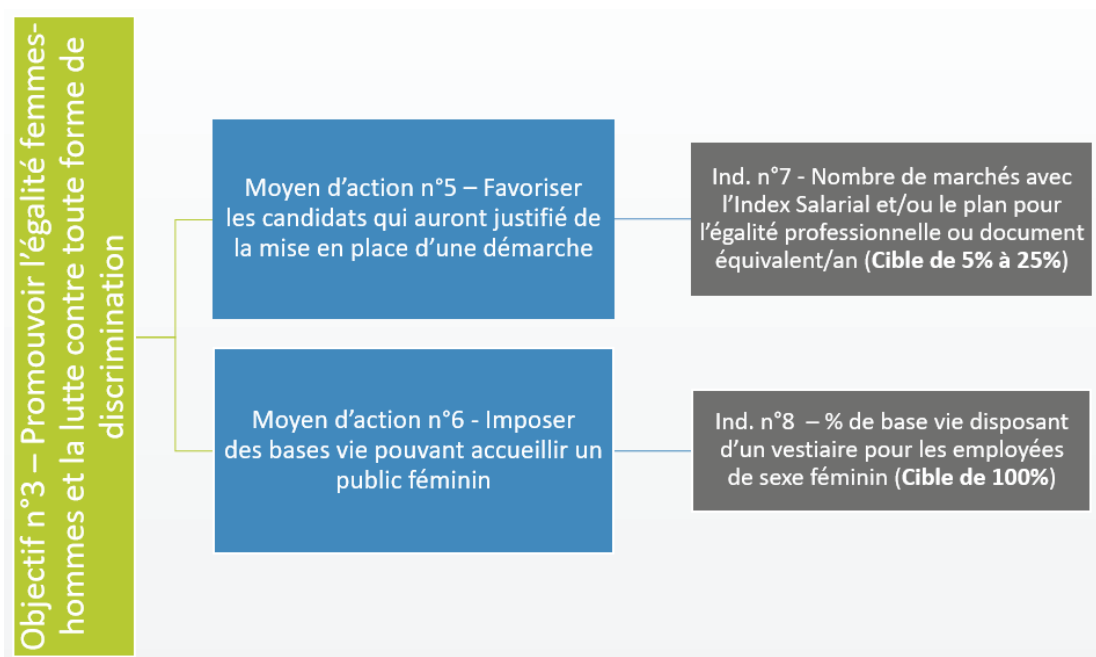 Objectif n°3 – Promouvoir l’égalité femmes-
hommes et la lutte contre toute forme de
discrimination
Moyen d’action n°5 – Favoriser
les candidats qui auront justifié de
la mise en place d’une démarche
Ind. n°7 - Nombre de marchés avec
l’Index Salarial et/ou le plan pour
l’égalité professionnelle ou document
équivalent/an (Cible de 5% à 25%)
Moyen d’action n°6 - Imposer
des bases vie pouvant accueillir un
public féminin
Ind. n°8 – % de base vie disposant
d’un vestiaire pour les employées
de sexe féminin (Cible de 100%)